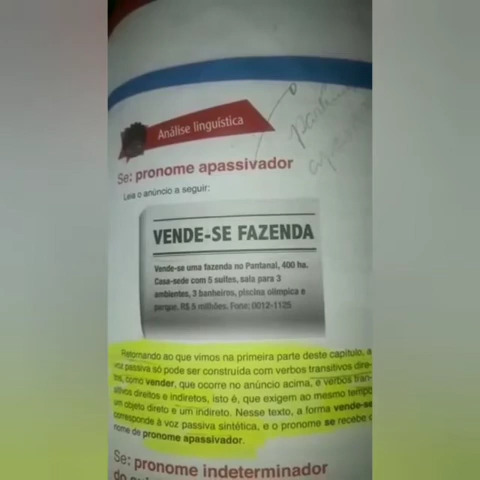 Análise linguística
Se: pronome apassivador
Leia o anúncio a seguir:
VENDE-SE FAZENDA
Vende-se uma fazenda no Pantanal, 400 ha.
Casa-sede com 5 suítes, sala para 3
ambientes, 3 banheiros, piscina olímpica e
parque. R$ 5 milhões. Fone: 0012-1125
Retomando ao que vimos na primeira parte deste capítulo, a
voz passiva só pode ser construída com verbos transitivos dire-
tos, como vender, que ocorre no anúncio acima, e verbos tran-
sitivos diretos e indiretos, isto é, que exigem ao mesmo tempo
um objeto direto e um indireto. Nesse texto, a forma vende-se
corresponde à voz passiva sintética, e o pronome se recebe o
nome de pronome apassivador.
Se: pronome indeterminador